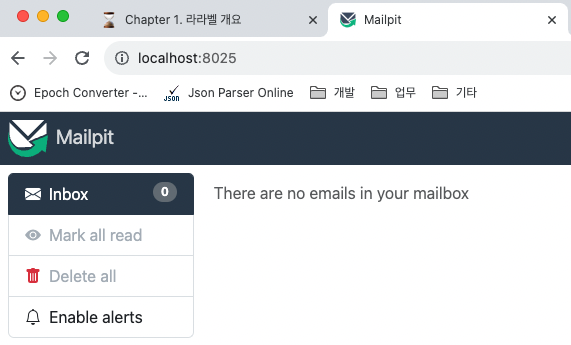 Chapter 1. 라라벨 개요
Mailpit
localhost:8025
Epoch Converter -...
JSON
Json Parser Online
개발
업무
기타
Mailpit
Inbox
0
There are no emails in your mailbox
Mark all read
Delete all
Enable alerts